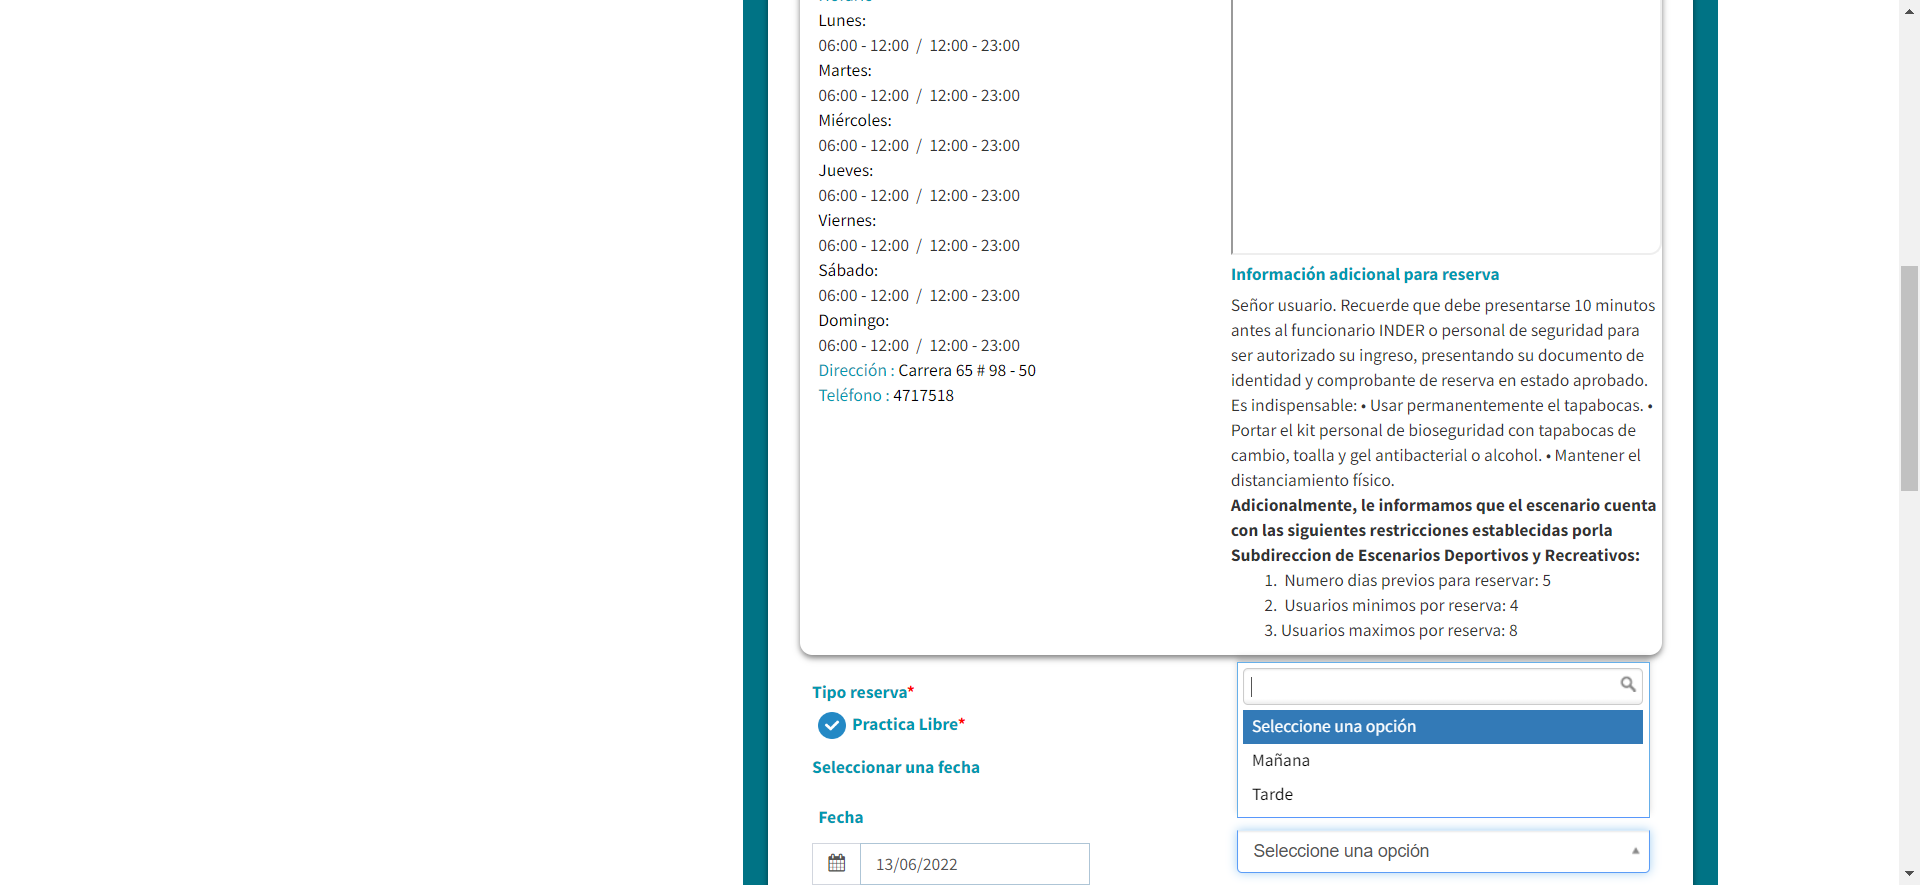 Lunes:
06:00 - 12:00 / 12:00 - 23:00
Martes:
06:00 - 12:00 / 12:00 - 23:00
Miércoles:
06:00 - 12:00 / 12:00 - 23:00
Jueves:
06:00 - 12:00 / 12:00 - 23:00
Viernes:
06:00 - 12:00 / 12:00 - 23:00
Sábado:
06:00 - 12:00 / 12:00 - 23:00
Domingo:
06:00 - 12:00 / 12:00 - 23:00
Dirección : Carrera 65 # 98 - 50
Teléfono : 4717518
Información adicional para reserva
Señor usuario. Recuerde que debe presentarse 10 minutos
antes al funcionario INDER o personal de seguridad para
ser autorizado su ingreso, presentando su documento de
identidad y comprobante de reserva en estado aprobado.
Es indispensable: • Usar permanentemente el tapabocas. •
Portar el kit personal de bioseguridad con tapabocas de
cambio, toalla y gel antibacterial o alcohol. • Mantener el
distanciamiento físico.
Adicionalmente, le informamos que el escenario cuenta
con las siguientes restricciones establecidas porla
Subdireccion de Escenarios Deportivos y Recreativos:
1. Numero dias previos para reservar: 5
2. Usuarios minimos por reserva: 4
3. Usuarios maximos por reserva: 8
Tipo reserva*
Practica Libre*
Seleccionar una fecha
Fecha
13/06/2022
Seleccione una opción
Mañana
Tarde
Seleccione una opción